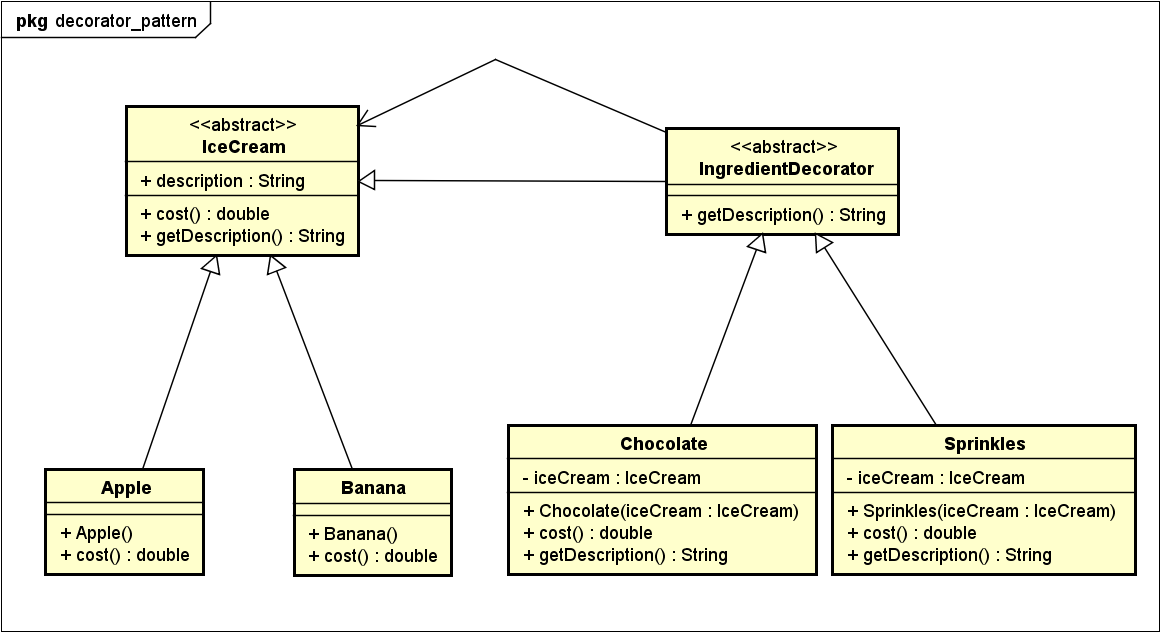 pkg decorator_pattern
<<abstract>>
IceCream
+ description : String
+ cost() : double
+ getDescription() : String
<<abstract>>
IngredientDecorator
+ getDescription() : String
Apple
+ Apple()
+ cost() : double
Banana
+ Banana()
+ cost() : double
Chocolate
- iceCream : IceCream
+ Chocolate(iceCream : IceCream)
+ cost() : double
+ getDescription() : String
Sprinkles
- iceCream : IceCream
+ Sprinkles(iceCream : IceCream)
+ cost() : double
+ getDescription() : String